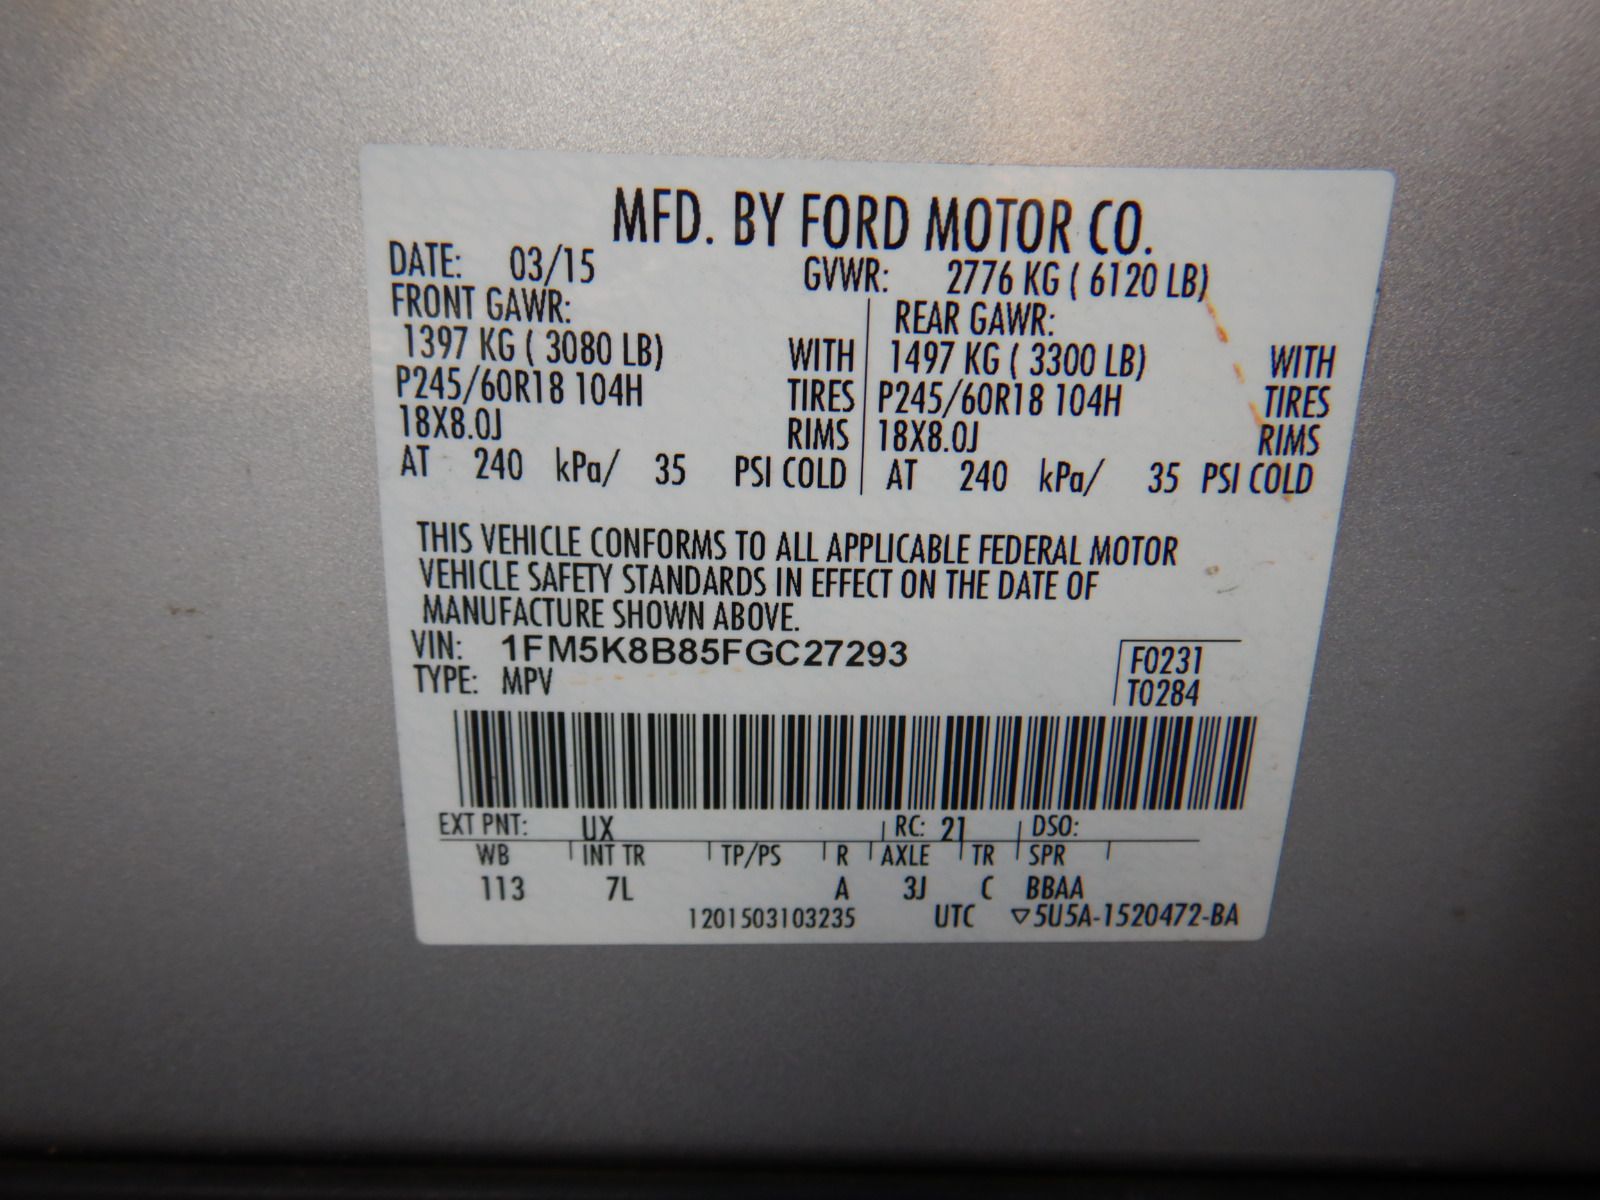 MFD. BY FORD MOTOR CO.
DATE: 03/15 GVWR: 2776 KG ( 6120 LB)
FRONT GAWR: REAR GAWR:
1397 KG ( 3080 LB) WITH 1497 KG ( 3300 LB) WITH
P245/60R18 104H TIRES P245/60R18 104H TIRES
18X8.0J RIMS 18X8.0J RIMS
AT 240 kPa/ 35 PSI COLD AT 240 kPa/ 35 PSI COLD
THIS VEHICLE CONFORMS TO ALL APPLICABLE FEDERAL MOTOR
VEHICLE SAFETY STANDARDS IN EFFECT ON THE DATE OF
MANUFACTURE SHOWN ABOVE.
VIN: 1FM5K8B85FGC27293 F0231
TYPE: MPV T0284
EXT PNT: UX RC: 21 DSO:
WB INT TR TP/PS R AXLE TR SPR
113 7L A 3J C BBAA
1201503103235 UTC ▽5U5A-1520472-BA